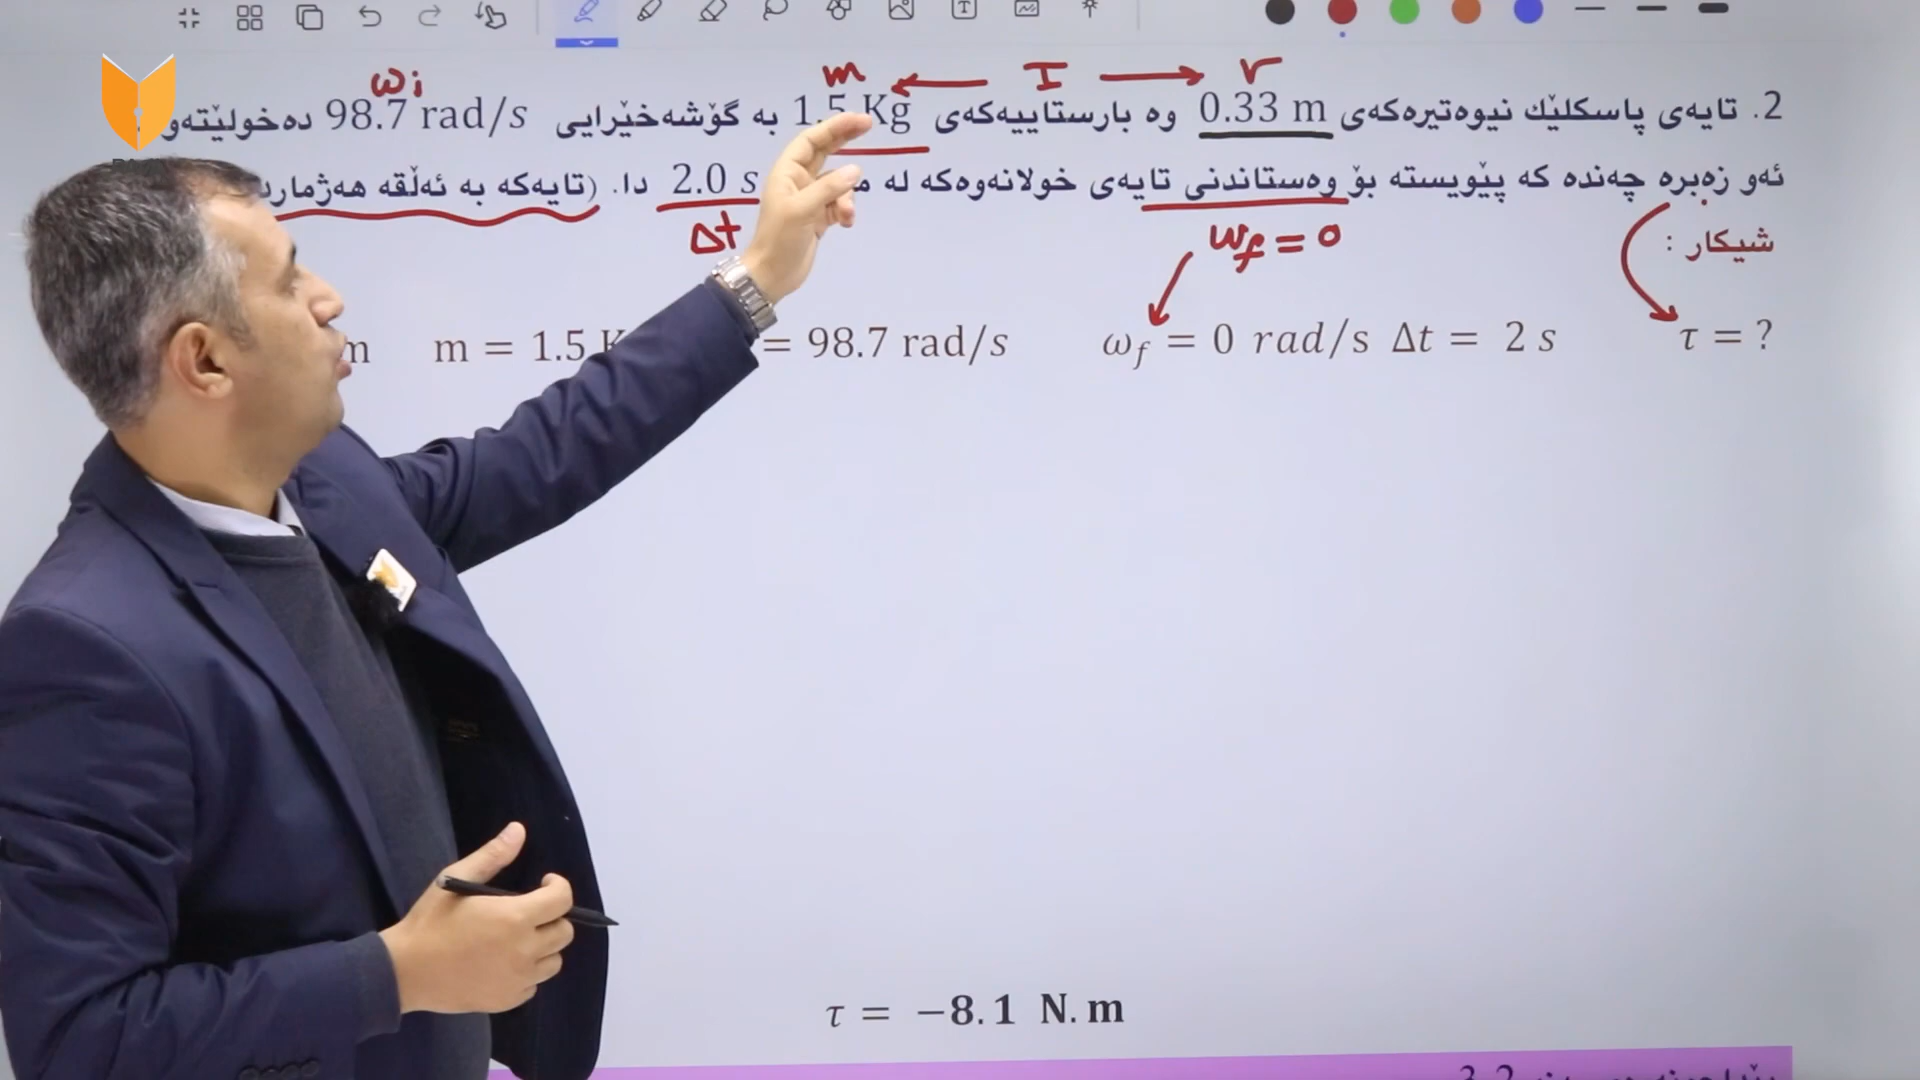 ωi m ← I → r
2. تایەی پاسکلێك نیوەتیرەکەی 0.33 m وە بارستاییەکەی 1.5 Kg بە گۆشەخێرایی 98.7 rad/s دەخولێتەو
ئەو زەبرە چەندە کە پێویستە بۆ وەستاندنی تایەی خولانەوەکە لە 2.0 s دا. (تایەکە بە ئەڵقە
Δt ωf = 0
شیکار :
m m = 1.5 = 98.7 rad/s ωf = 0 rad/s Δt = 2 s τ = ?
τ = −8.1 N.m
3-2